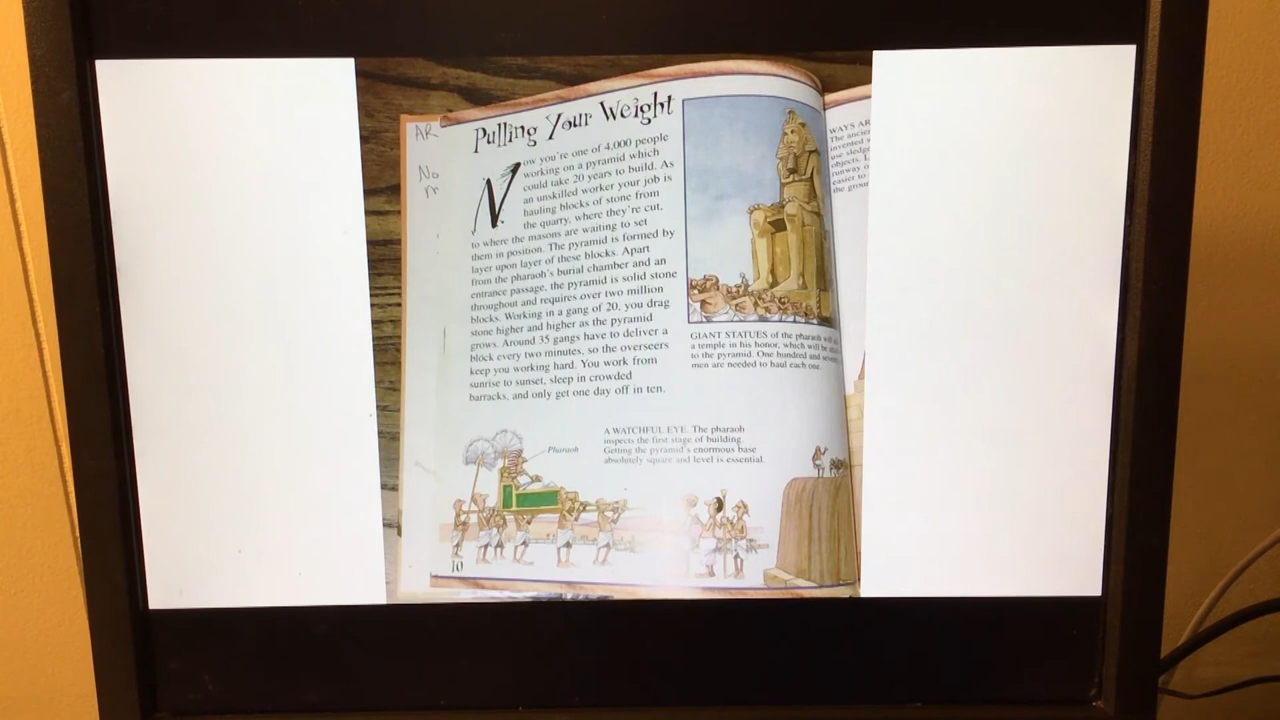 AR
No
Pulling Your Weight
Now you're one of 4,000 people
working on a pyramid which
could take 20 years to build. As
an unskilled worker your job is
hauling blocks of stone from
the quarry, where they're cut,
to where the masons are waiting to set
them in position. The pyramid is formed by
layer upon layer of these blocks. Apart
from the pharaoh's burial chamber and an
entrance passage, the pyramid is solid stone
throughout and requires over two million
blocks. Working in a gang of 20, you drag
stone higher and higher as the pyramid
grows. Around 35 gangs have to deliver a
block every two minutes, so the overseers
keep you working hard. You work from
sunrise to sunset, sleep in crowded
barracks, and only get one day off in ten.
GIANT STATUES of the pharaoh will
a temple in his honor, which will be
to the pyramid. One hundred and
men are needed to haul each one.
A WATCHFUL EYE. The pharaoh
inspects the first stage of building.
Getting the pyramid's enormous base
absolutely square and level is essential.
Pharaoh
10
WAYS
The
invented
use
objects.
runway
easier to
the